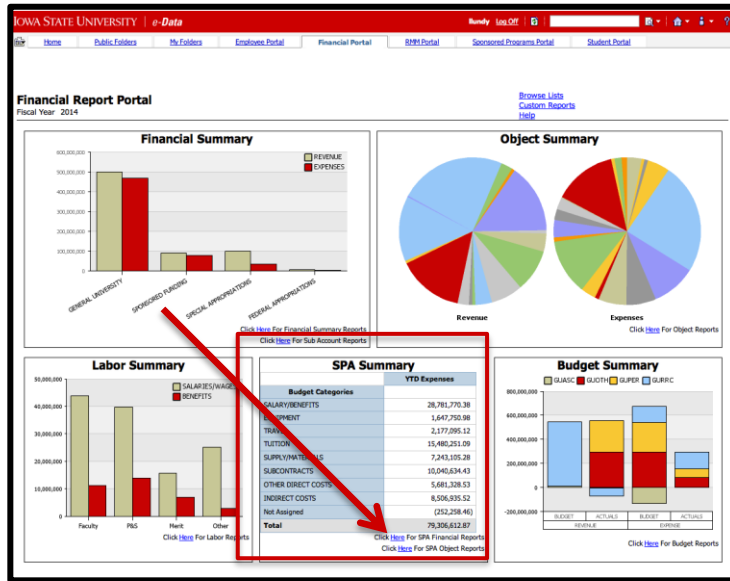 IOWA STATE UNIVERSITY | e-Data
Rundy Log Off
Home Public Folders My Folders Employee Portal Financial Portal RMM Portal Sponsored Programs Portal Student Portal
Financial Report Portal
Fiscal Year 2014
Browse Lists
Custom Reports
Help
Financial Summary
600,000,000
500,000,000
400,000,000
300,000,000
200,000,000
100,000,000
0
REVENUE
EXPENSES
GENERAL UNIVERSITY
SPONSORED FUNDING
SPECIAL APPROPRIATIONS
FEDERAL APPROPRIATIONS
Click Here For Financial Summary Reports
Click Here For Sub Account Reports
Object Summary
Revenue Expenses
Click Here For Object Reports
Labor Summary
50,000,000
40,000,000
30,000,000
20,000,000
10,000,000
0
SALARIES/WAGES
BENEFITS
Faculty P&S Merit Other
Click Here For Labor Reports
SPA Summary
YTD Expenses
Budget Categories
SALARY/BENEFITS 28,781,770.38
EQUIPMENT 1,647,750.98
TRAVEL 2,177,095.12
TUITION 15,480,251.09
SUPPLY/MATERIALS 7,243,105.28
SUBCONTRACTS 10,040,634.43
OTHER DIRECT COSTS 5,681,328.53
INDIRECT COSTS 8,506,935.52
Not Assigned (252,258.46)
Total 79,306,612.87
Click Here For SPA Financial Reports
Click Here For SPA Object Reports
Budget Summary
GUASC GUOTH GUPER GURRC
800,000,000
600,000,000
400,000,000
200,000,000
0
-200,000,000
BUDGET ACTUALS BUDGET ACTUALS
REVENUE EXPENSE
Click Here For Budget Reports